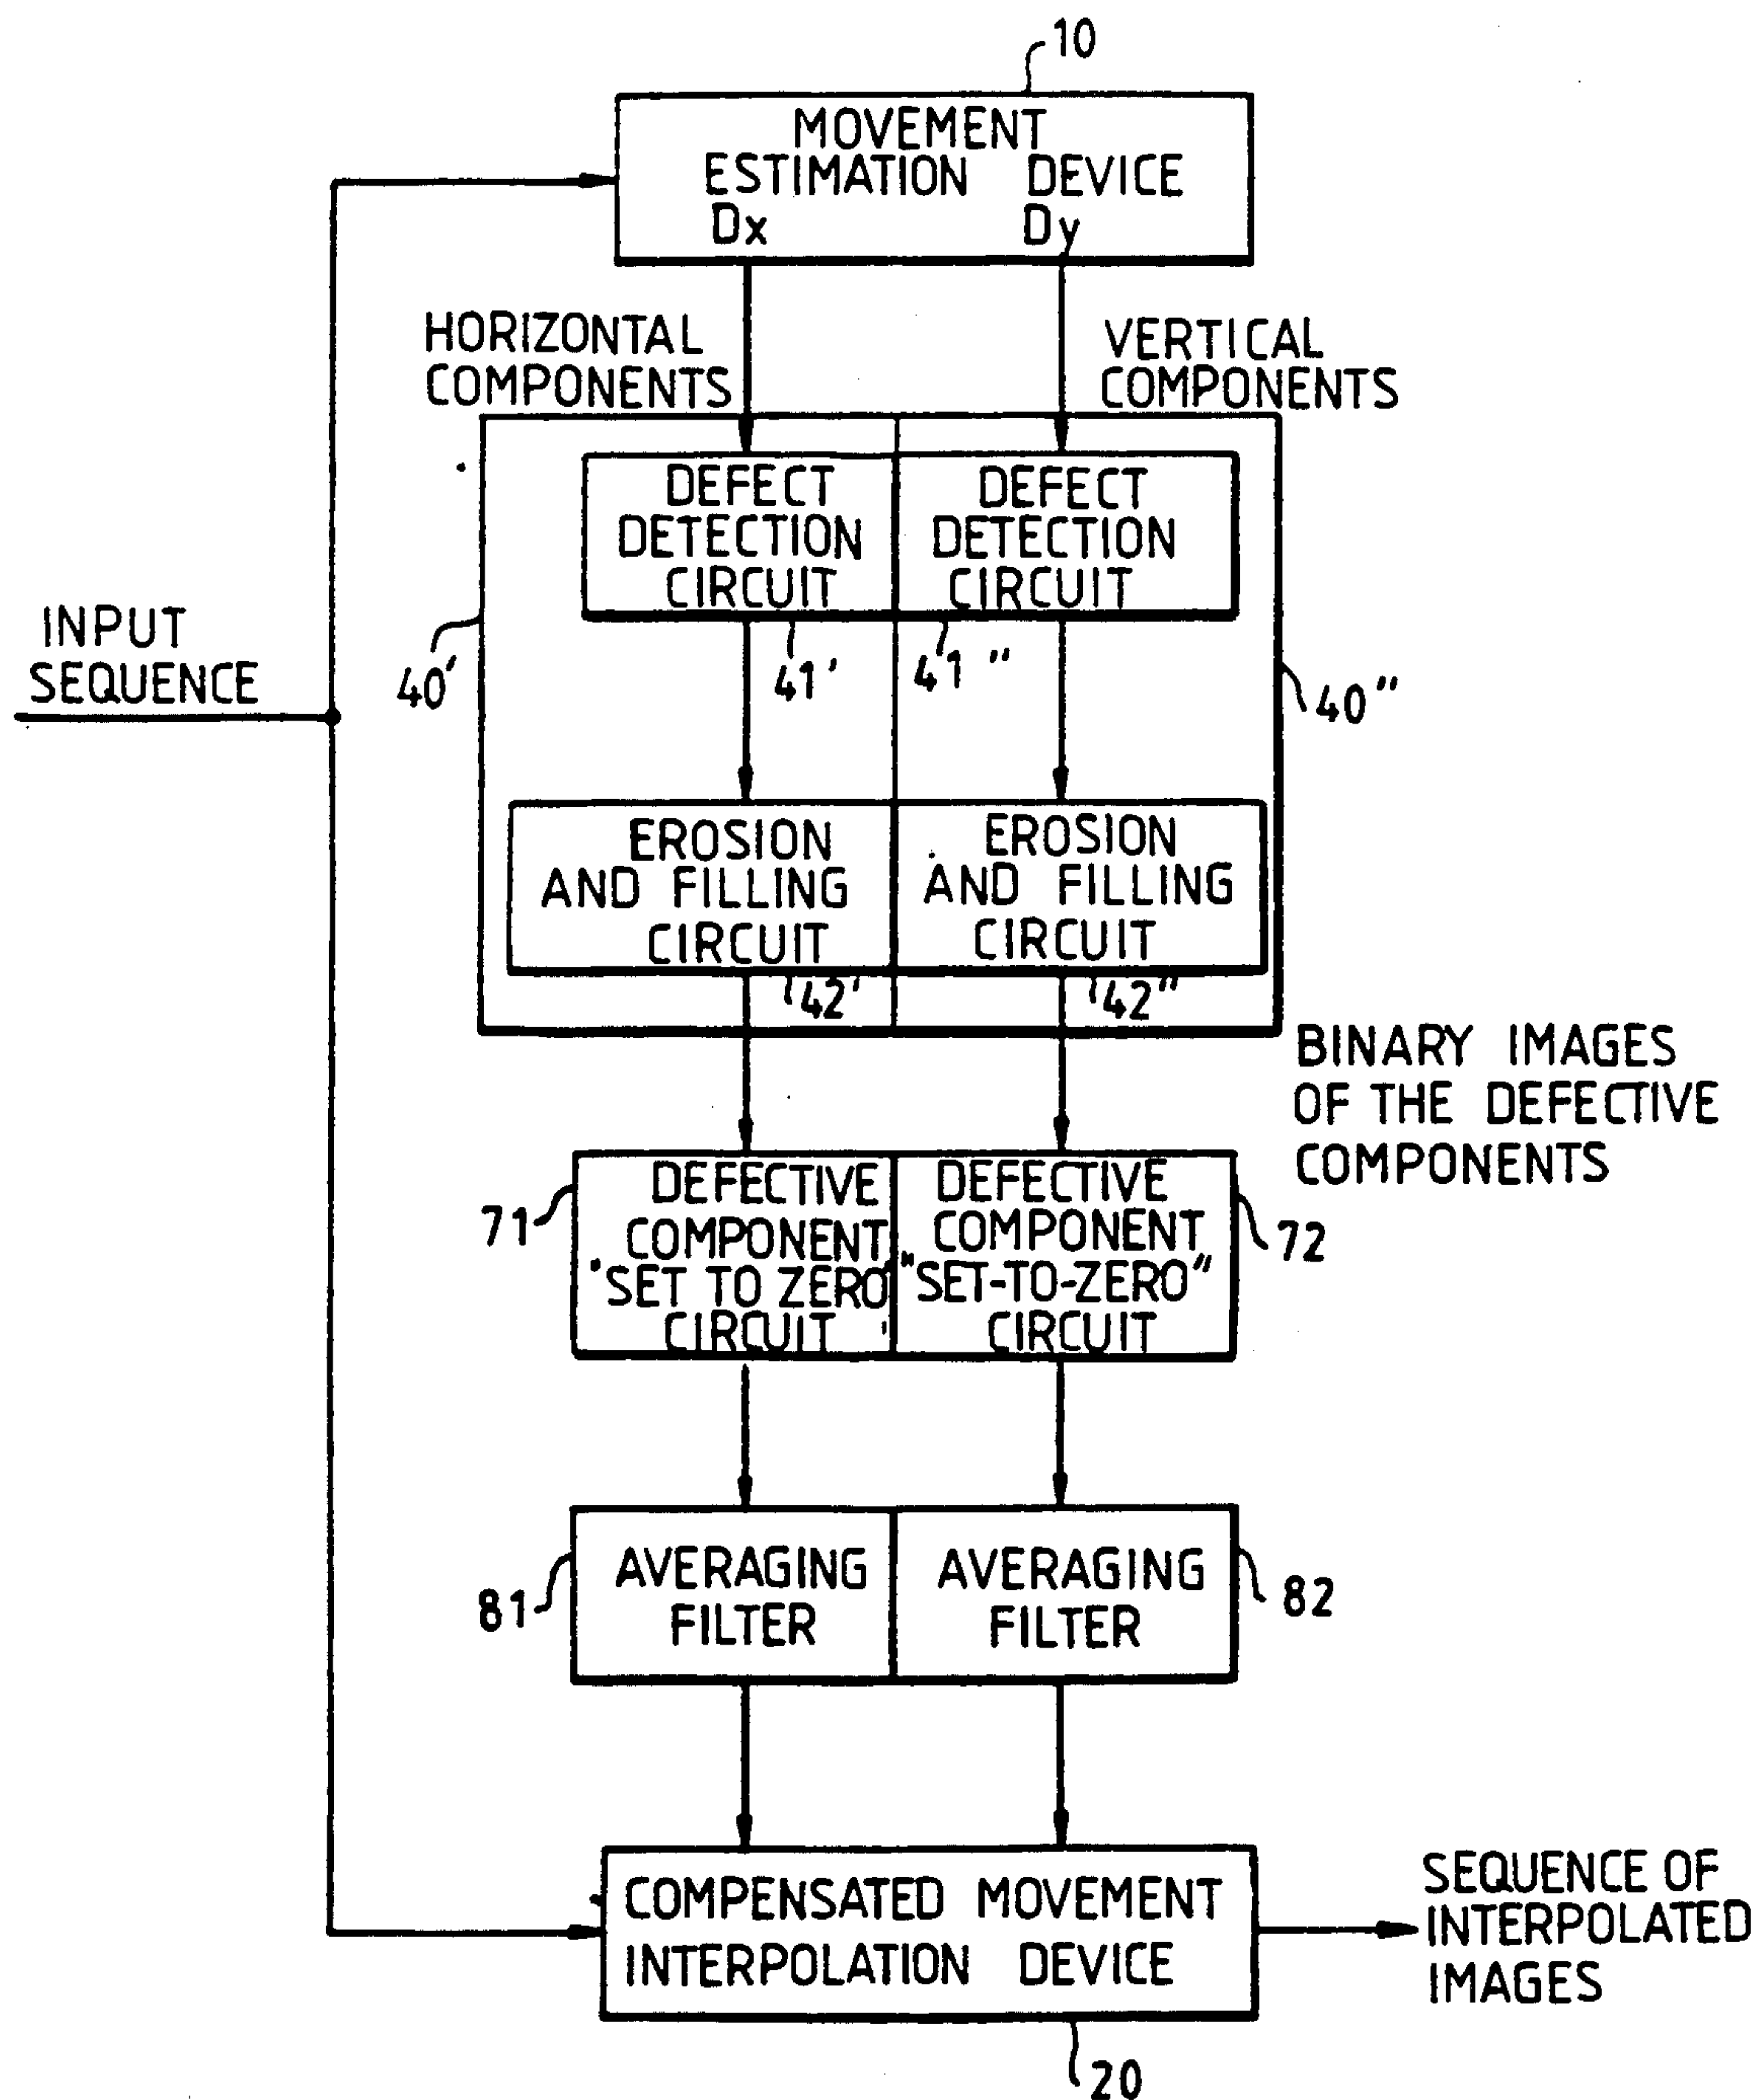 10
MOVEMENT
ESTIMATION DEVICE
Dx Dy
HORIZONTAL
COMPONENTS
VERTICAL
COMPONENTS
DEFECT
DETECTION
CIRCUIT
DEFECT
DETECTION
CIRCUIT
INPUT
SEQUENCE
40'
41'
41"
40"
EROSION
AND FILLING
CIRCUIT
EROSION
AND FILLING
CIRCUIT
42'
42"
BINARY IMAGES
OF THE DEFECTIVE
COMPONENTS
71
DEFECTIVE
COMPONENT
"SET TO ZERO"
CIRCUIT
DEFECTIVE
COMPONENT
"SET-TO-ZERO"
CIRCUIT
72
81
AVERAGING
FILTER
AVERAGING
FILTER
82
COMPENSATED MOVEMENT
INTERPOLATION DEVICE
SEQUENCE OF
INTERPOLATED
IMAGES
20